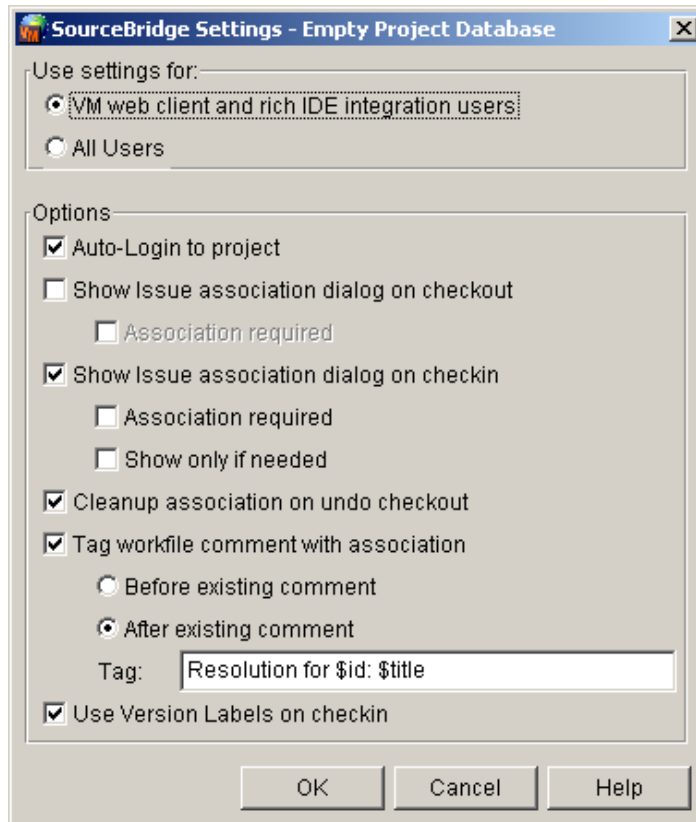 SourceBridge Settings - Empty Project Database
Use settings for:
VM web client and rich IDE integration users
All Users
Options
Auto-Login to project
Show Issue association dialog on checkout
Association required
Show Issue association dialog on checkin
Association required
Show only if needed
Cleanup association on undo checkout
Tag workfile comment with association
Before existing comment
After existing comment
Tag: Resolution for $id: $title
Use Version Labels on checkin
OK Cancel Help